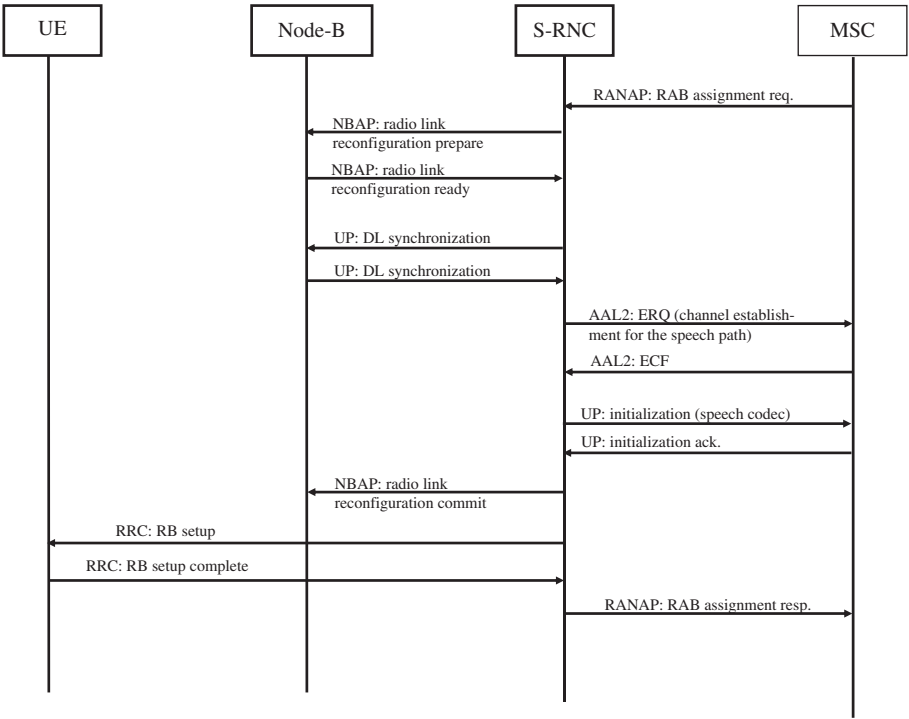 UE
Node-B
S-RNC
MSC
RANAP: RAB assignment req.
NBAP: radio link
reconfiguration prepare
NBAP: radio link
reconfiguration ready
UP: DL synchronization
UP: DL synchronization
AAL2: ERQ (channel establish-
ment for the speech path)
AAL2: ECF
UP: initialization (speech codec)
UP: initialization ack.
NBAP: radio link
reconfiguration commit
RRC: RB setup
RRC: RB setup complete
RANAP: RAB assignment resp.